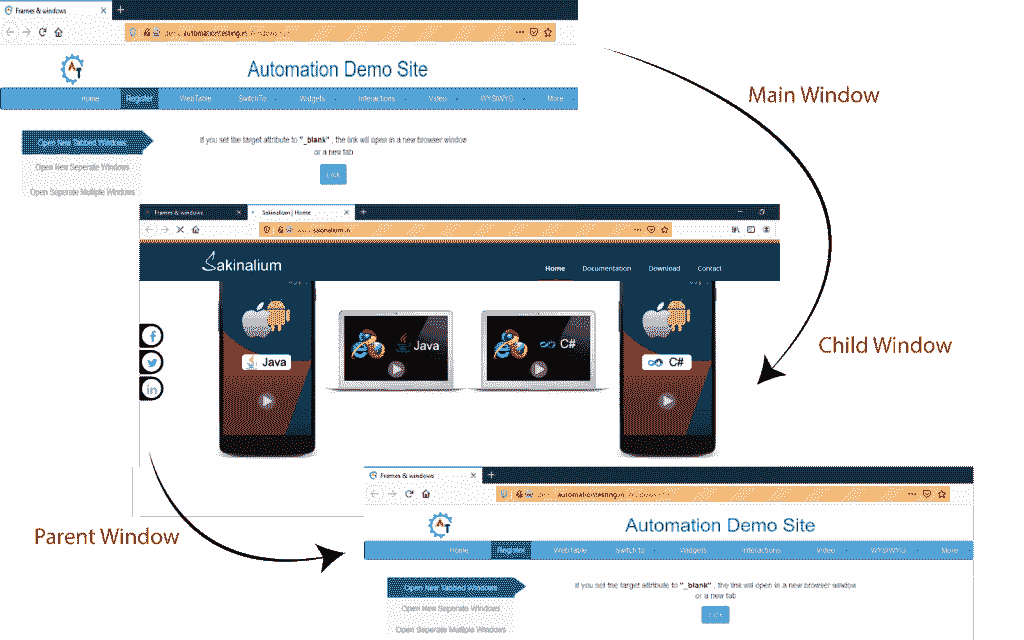 Frames & windows
automationtesting.in
Automation Demo Site
Home Register WebTable SwitchTo Widgets Interactions Video WYSIWYG More
Open New Tabbed Windows
Open New Seperate Windows
Open Seperate Multiple Windows
If you set the target attribute to "_blank" , the link will open in a new browser window
or a new tab
click
Main Window
Frames & windows
Sakinalium | Home
www.sakinalium.in
Sakinalium
Home Documentation Download Contact
Java
Java
C#
C#
in
Child Window
Parent Window
Frames & windows
automationtesting.in
Automation Demo Site
Home Register WebTable SwitchTo Widgets Interactions Video WYSIWYG More
Open New Tabbed Windows
Open New Seperate Windows
Open Seperate Multiple Windows
If you set the target attribute to "_blank" , the link will open in a new browser window
or a new tab
click